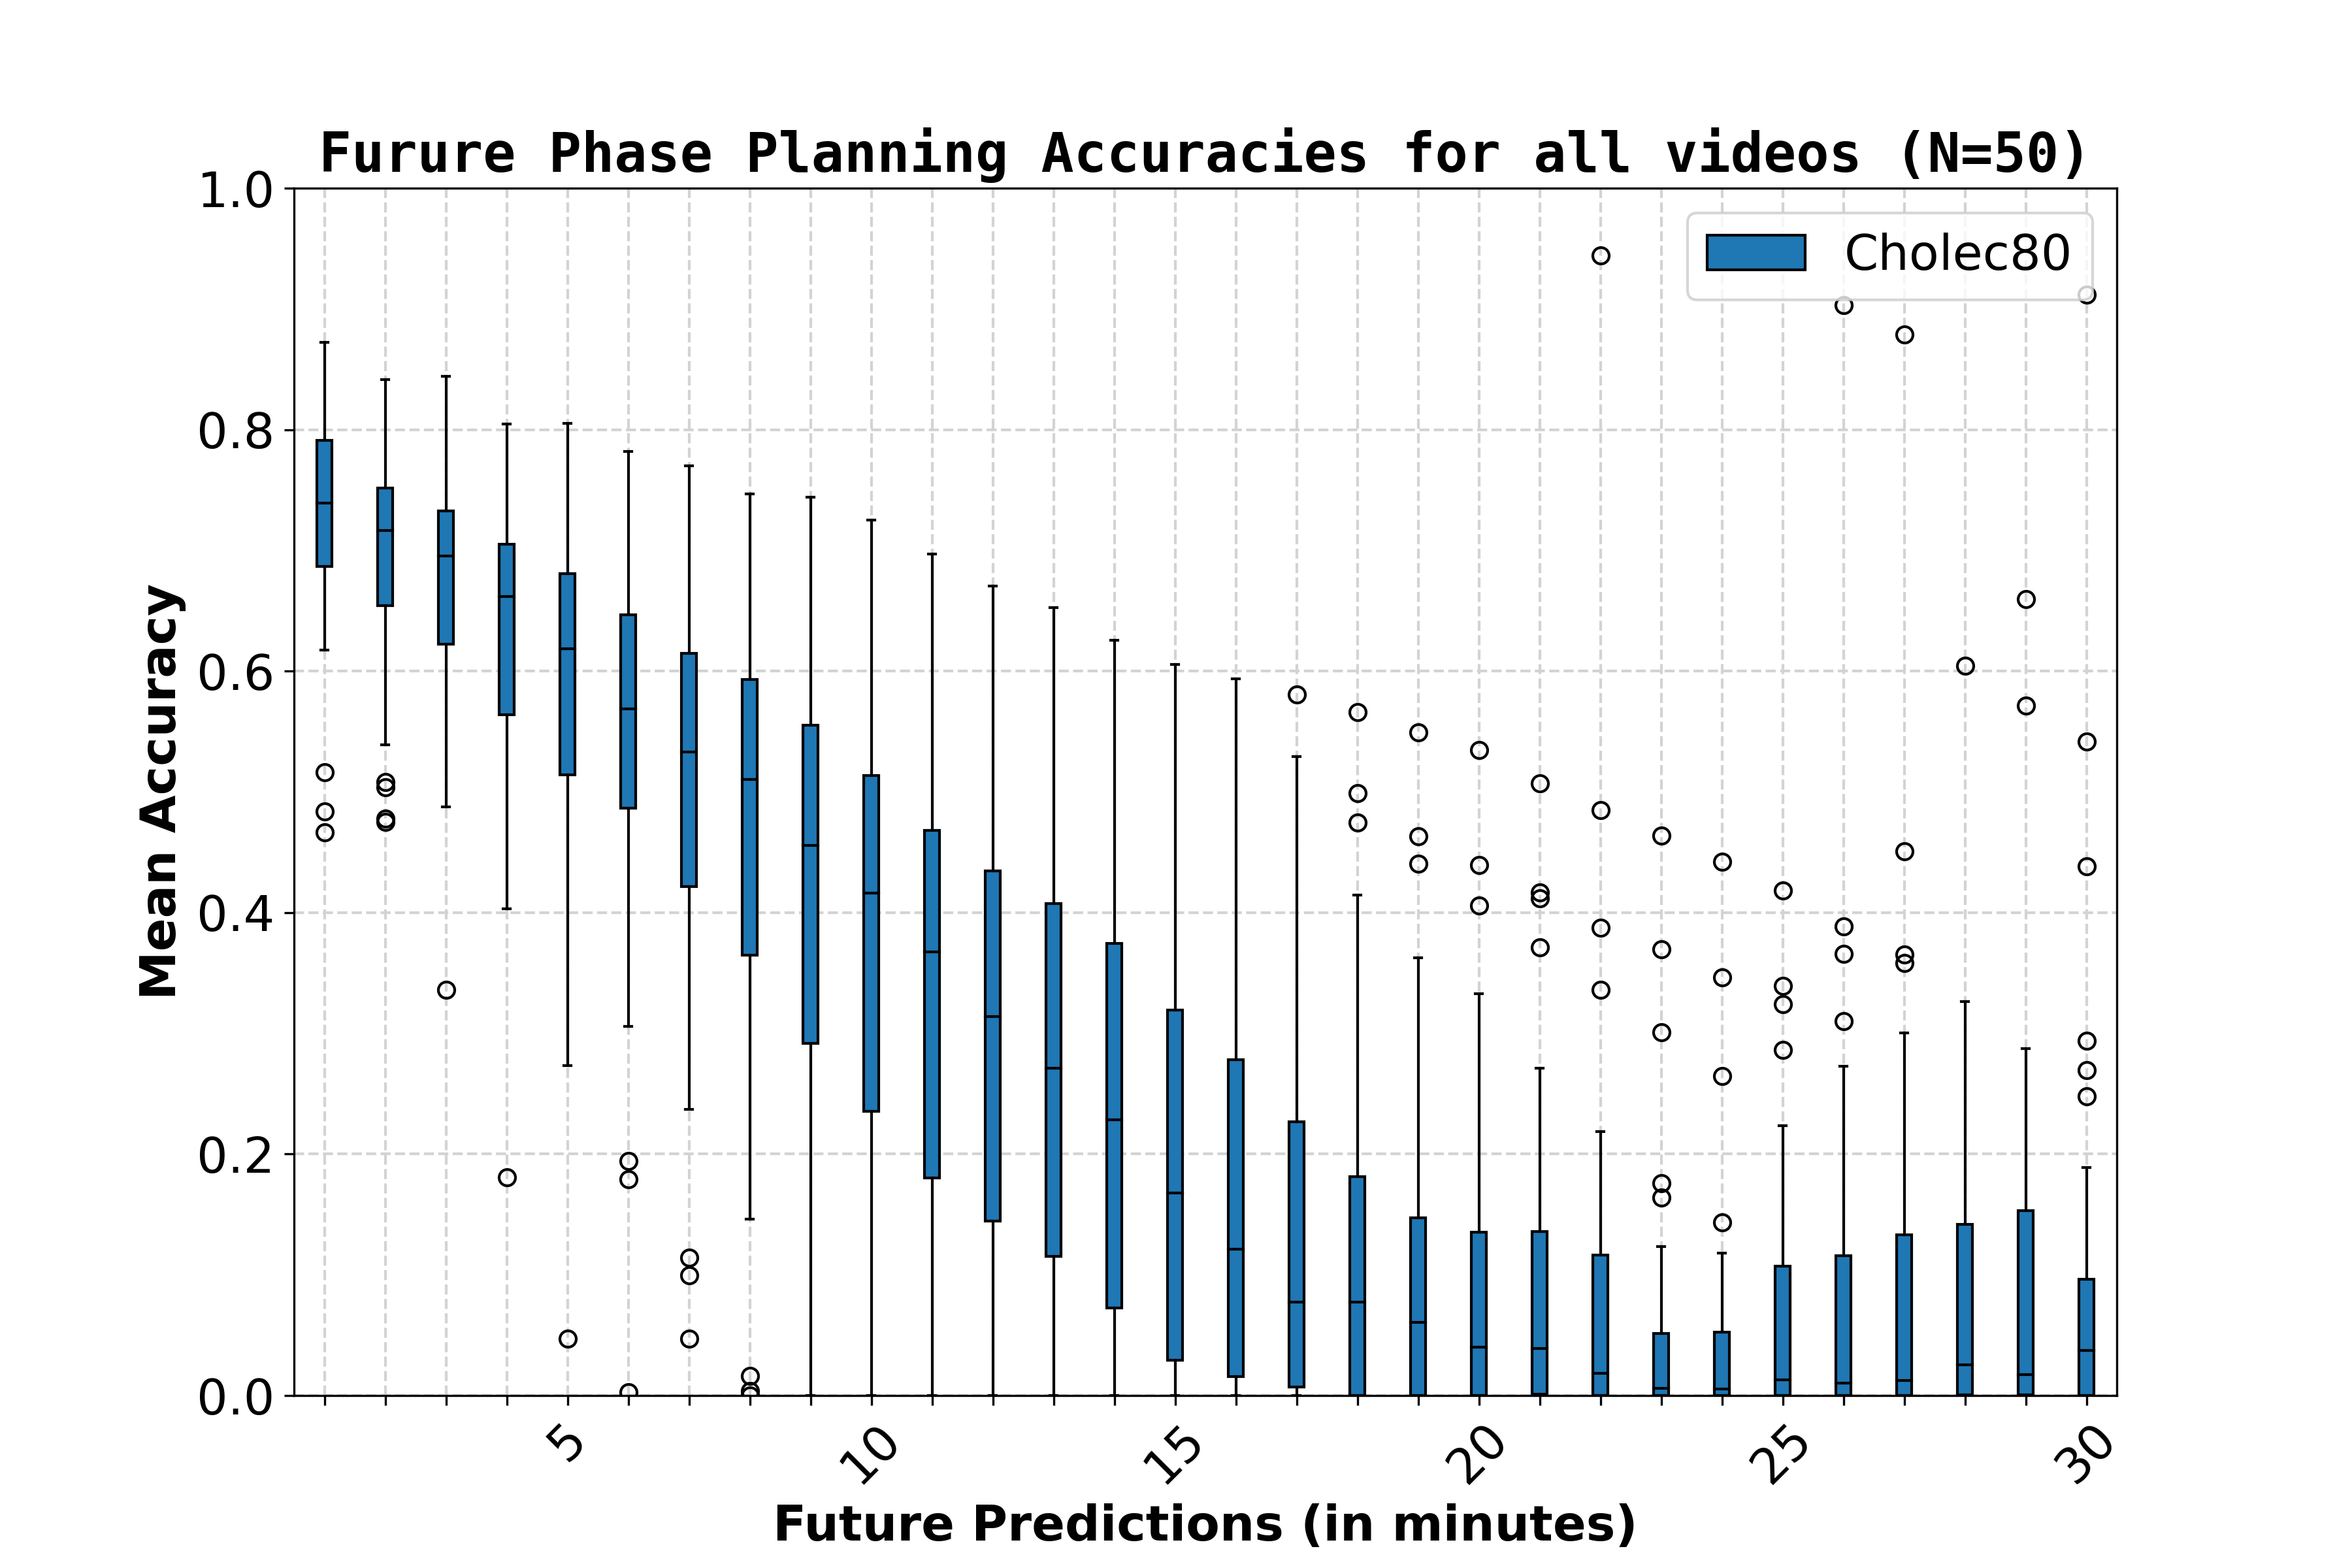 Furure Phase Planning Accuracies for all videos (N=50)
Cholec80
1.0
0.8
0.6
0.4
0.2
0.0
Mean Accuracy
5 10 15 20 25 30
Future Predictions (in minutes)